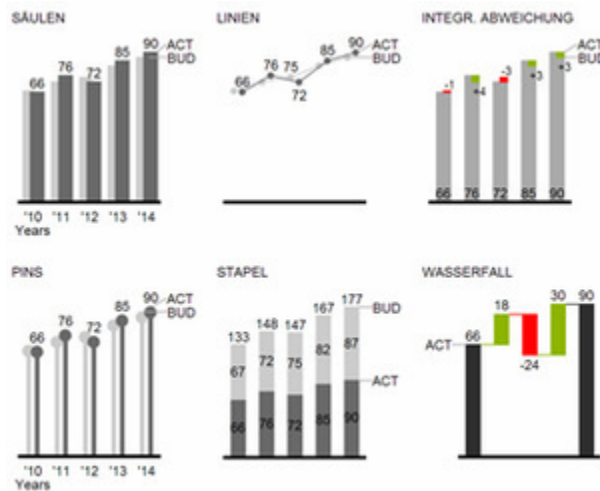 SÄULEN
66 76 72 85 90
ACT
BUD
'10 '11 '12 '13 '14
Years
LINIEN
66 76 75 72 85 90
ACT
BUD
INTEGR. ABWEICHUNG
-1 +4 -3 +3 +3
ACT
BUD
66 76 72 85 90
PINS
66 76 72 85 90
ACT
BUD
'10 '11 '12 '13 '14
Years
STAPEL
133 148 147 167 177
BUD
67 72 75 82 87
ACT
66 76 72 85 90
WASSERFALL
ACT
66 18 -24 30 90